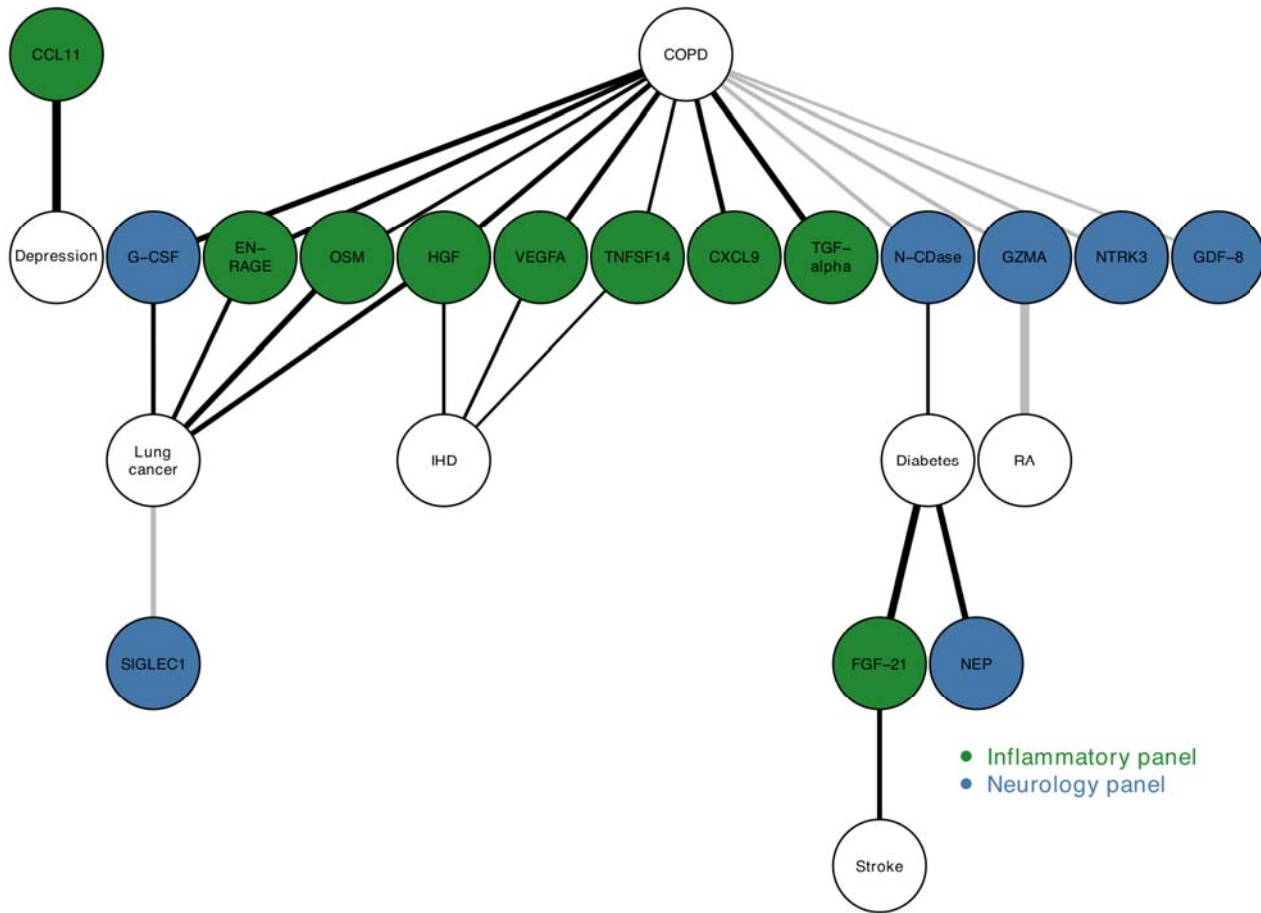 CCL11
COPD
Depression
G-CSF
EN-
RAGE
OSM
HGF
VEGFA
TNFSF14
CXCL9
TGF-
alpha
N-CDase
GZMA
NTRK3
GDF-8
Lung
cancer
IHD
Diabetes
RA
SIGLEC1
FGF-21
NEP
Inflammatory panel
Neurology panel
Stroke